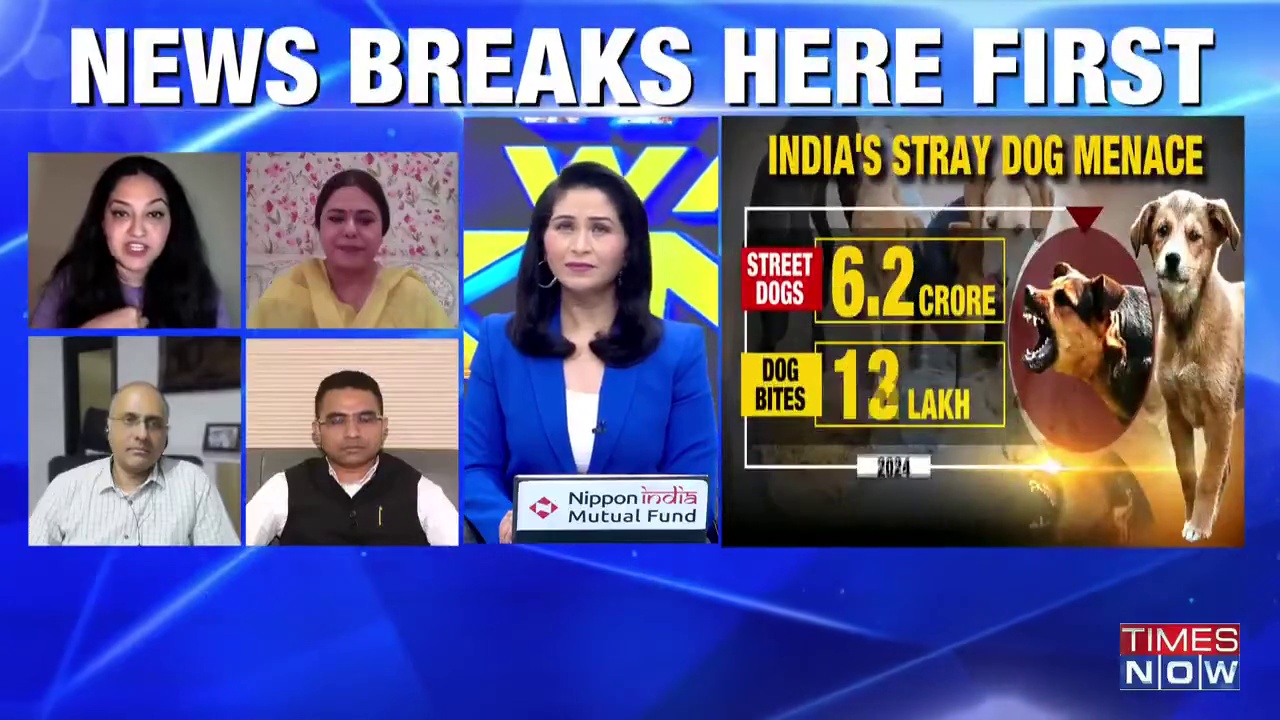 NEWS BREAKS HERE FIRST
INDIA'S STRAY DOG MENACE
STREET
DOGS
6.2 CRORE
DOG
BITES
13 LAKH
2024
Nippon india
Mutual Fund
TIMES
NOW